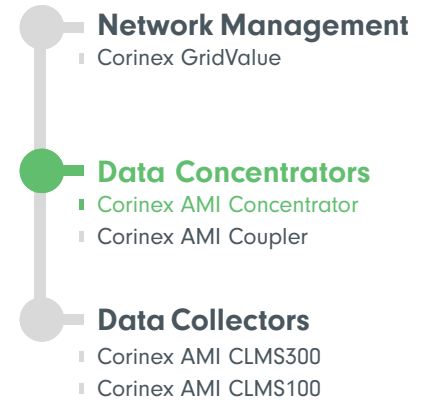 Network Management
Corinex GridValue
Data Concentrators
Corinex AMI Concentrator
Corinex AMI Coupler
Data Collectors
Corinex AMI CLMS300
Corinex AMI CLMS100